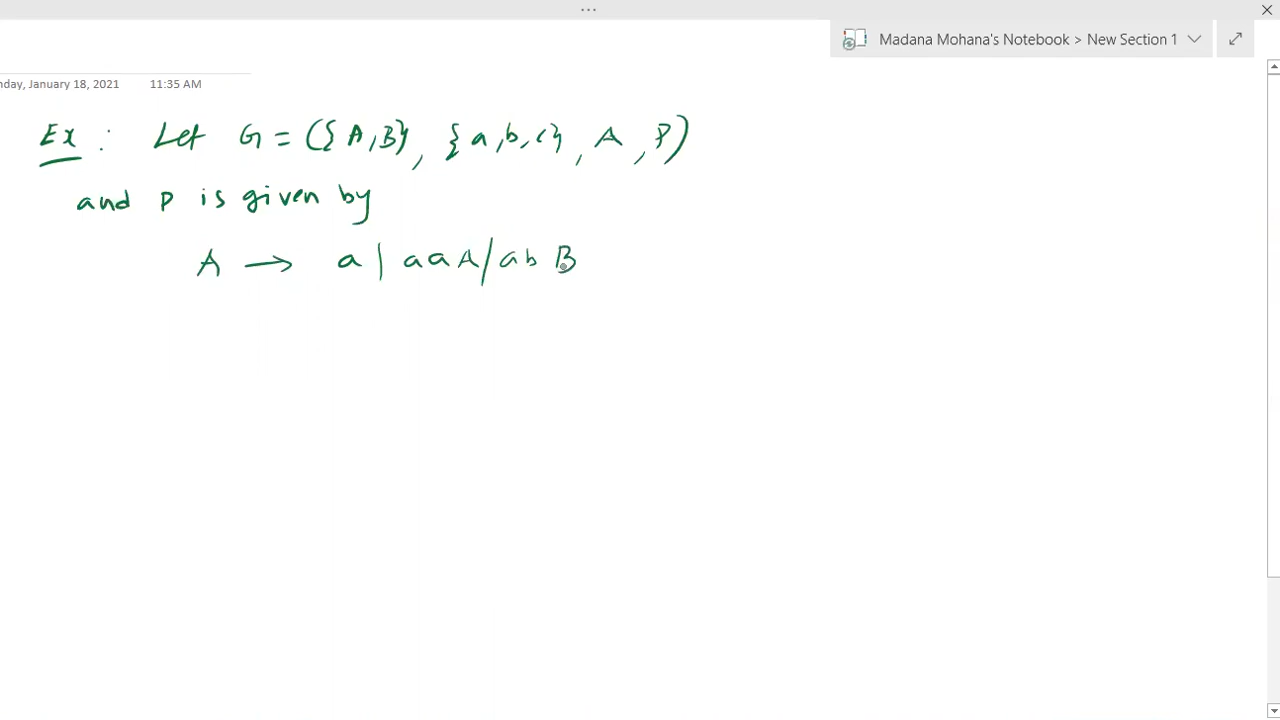 Madana Mohana's Notebook > New Section 1
nday, January 18, 2021 11:35 AM
Ex : Let G = ({A,B}, {a,b,c}, A, P)
and P is given by
A → a | aaA / abB